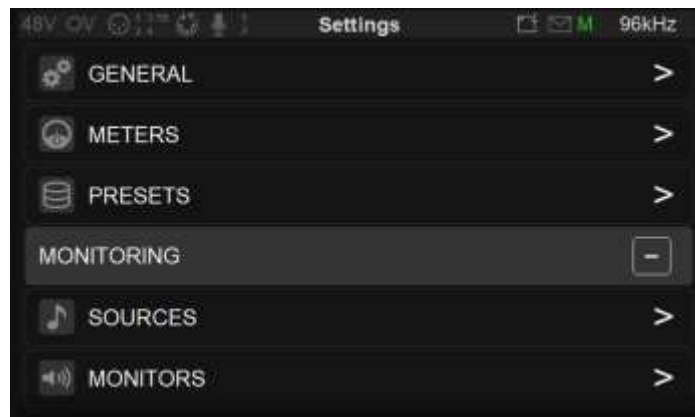 48V OV Settings M 96kHz
GENERAL >
METERS >
PRESETS >
MONITORING -
SOURCES >
MONITORS >